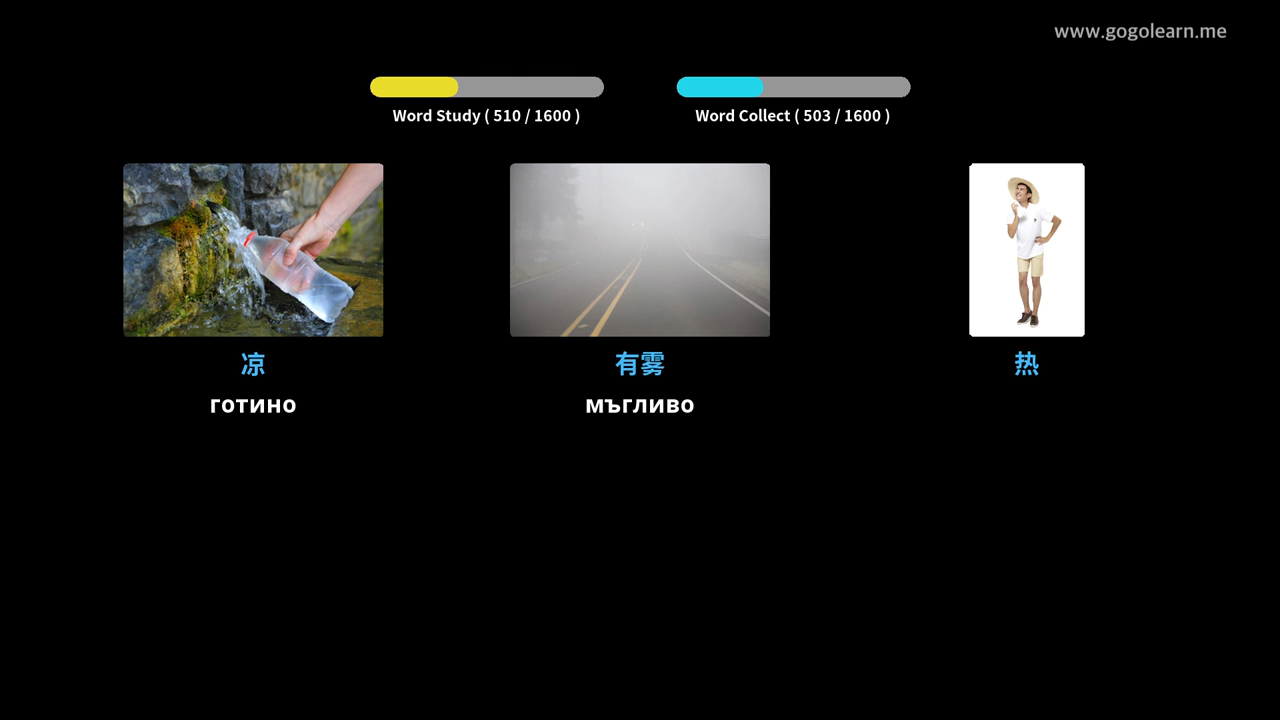 www.gogolearn.me
Word Study ( 510 / 1600 )
Word Collect ( 503 / 1600 )
凉
有雾
热
готино
мъгливо